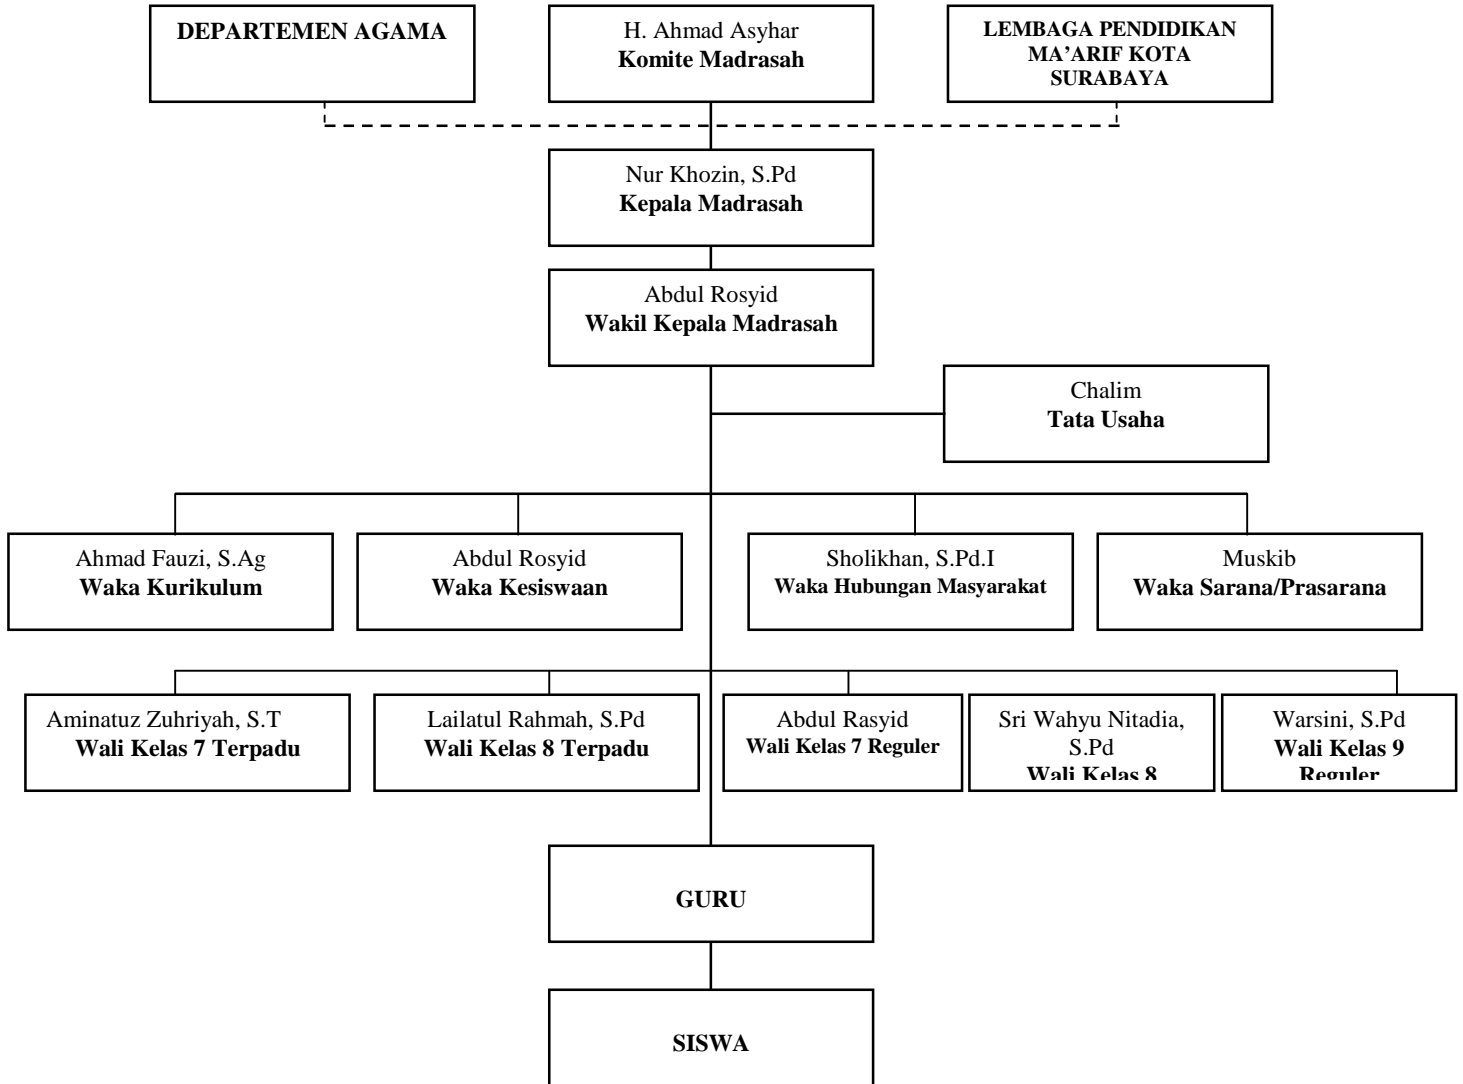 DEPARTEMEN AGAMA
H. Ahmad Asyhar
Komite Madrasah
LEMBAGA PENDIDIKAN
MA’ARIF KOTA
SURABAYA
Nur Khozin, S.Pd
Kepala Madrasah
Abdul Rosyid
Wakil Kepala Madrasah
Chalim
Tata Usaha
Ahmad Fauzi, S.Ag
Waka Kurikulum
Abdul Rosyid
Waka Kesiswaan
Sholikhan, S.Pd.I
Waka Hubungan Masyarakat
Muskib
Waka Sarana/Prasarana
Aminatuz Zuhriyah, S.T
Wali Kelas 7 Terpadu
Lailatul Rahmah, S.Pd
Wali Kelas 8 Terpadu
Abdul Rasyid
Wali Kelas 7 Reguler
Sri Wahyu Nitadia,
S.Pd
Wali Kelas 8
Warsini, S.Pd
Wali Kelas 9
Reguler
GURU
SISWA